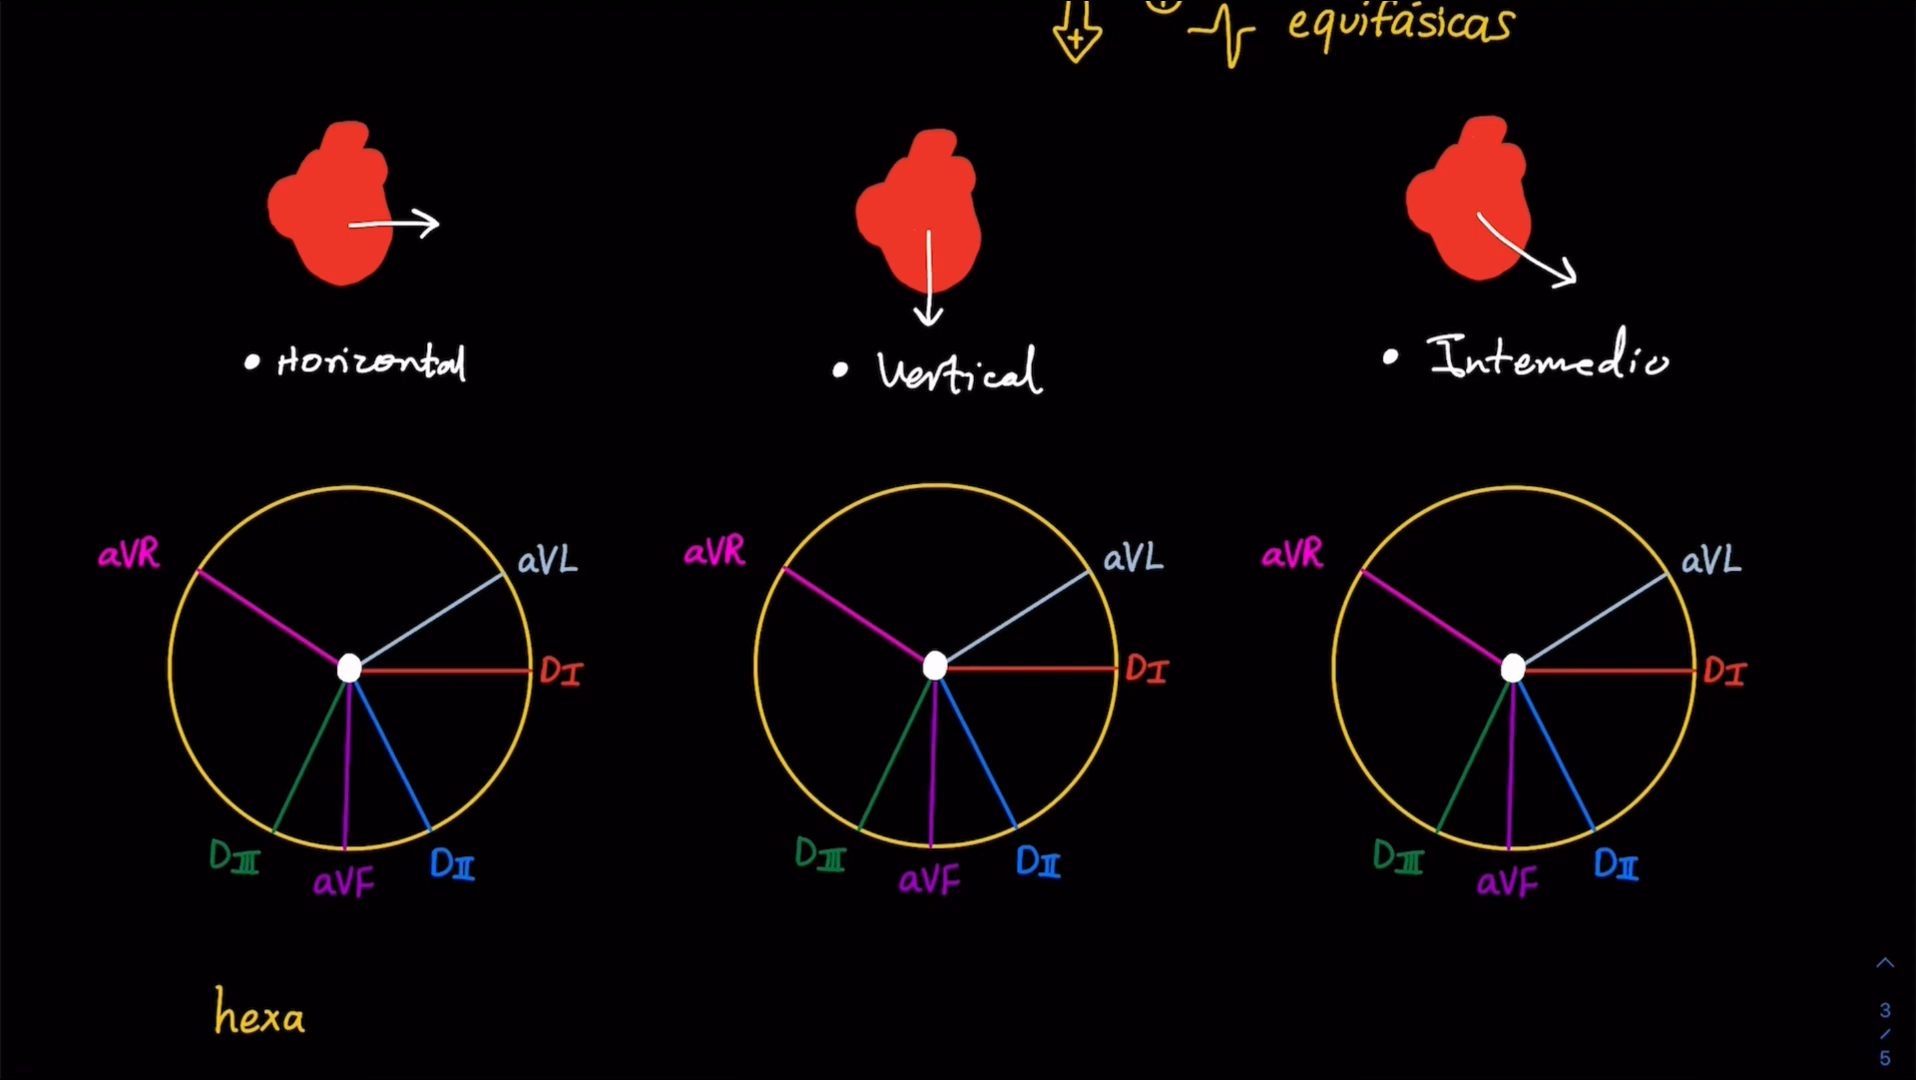 equifásicas
• Horizontal
• Vertical
• Intemedio
aVR
aVL
DI
DII
aVF
DIII
aVR
aVL
DI
DII
aVF
DIII
aVR
aVL
DI
DII
aVF
DIII
hexa
3
/
5